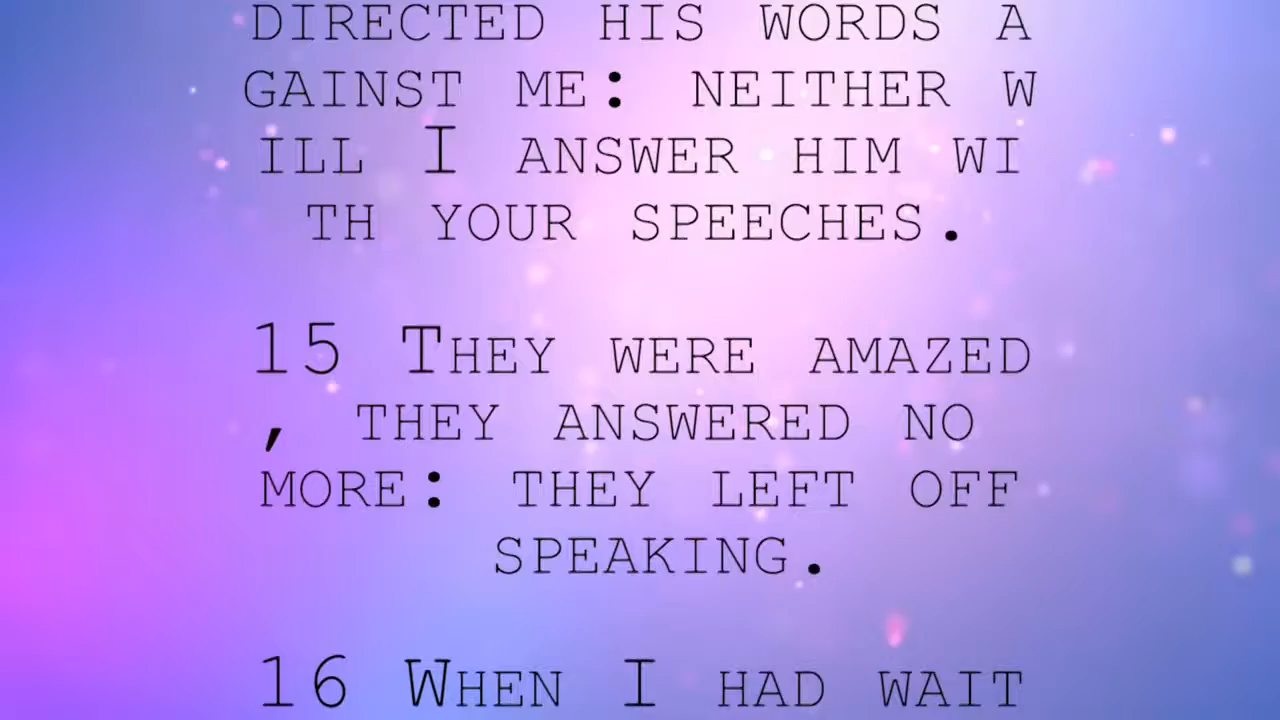 DIRECTED HIS WORDS A
GAINST ME: NEITHER W
ILL I ANSWER HIM WI
TH YOUR SPEECHES.
15 THEY WERE AMAZED
, THEY ANSWERED NO
MORE: THEY LEFT OFF
SPEAKING.
16 WHEN I HAD WAIT